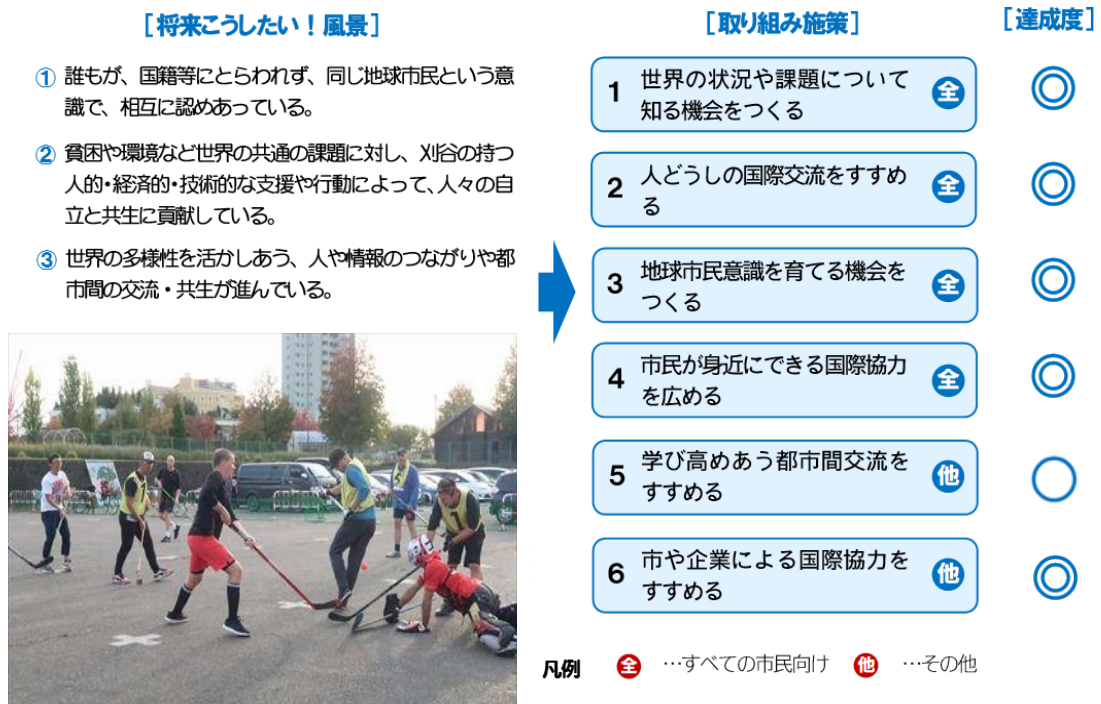 [将来こうしたい！風景]
① 誰もが、国籍等にとらわれず、同じ地球市民という意
識で、相互に認めあっている。
② 貧困や環境など世界の共通の課題に対し、刈谷の持つ
人的・経済的・技術的な支援や行動によって、人々の自
立と共生に貢献している。
③ 世界の多様性を活かしあう、人や情報のつながりや都
市間の交流・共生が進んでいる。
[取り組み施策]
[達成度]
1 世界の状況や課題について 全 ◎
知る機会をつくる
2 人どうしの国際交流をすすめ 全 ◎
る
3 地球市民意識を育てる機会を 全 ◎
つくる
4 市民が身近にできる国際協力 全 ◎
を広める
5 学び高めあう都市間交流を 他 ○
すすめる
6 市や企業による国際協力を 他 ◎
すすめる
凡例 全 …すべての市民向け 他 …その他